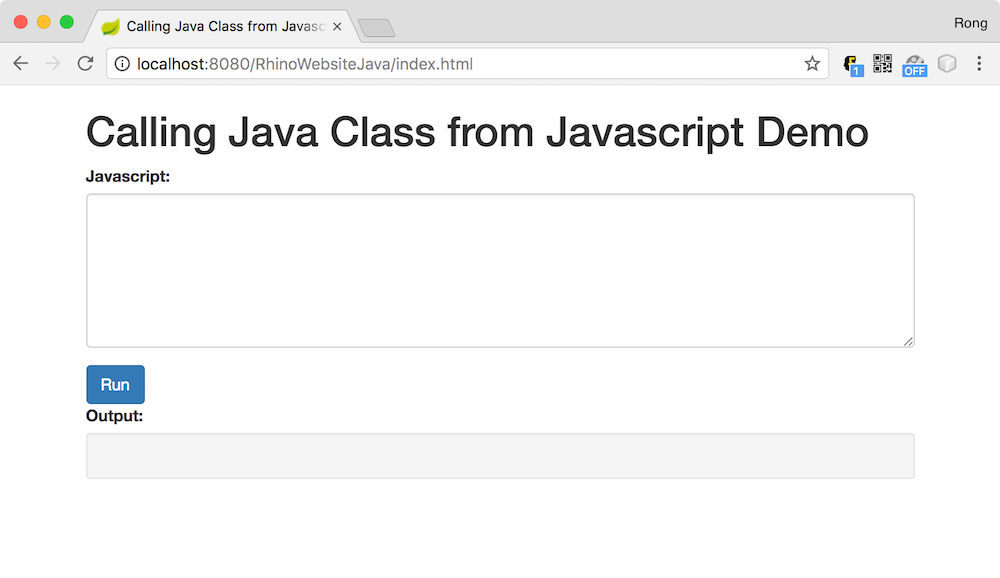 Calling Java Class from Javasc
Rong
localhost:8080/RhinoWebsiteJava/index.html
1
OFF
Calling Java Class from Javascript Demo
Javascript:
Run
Output: